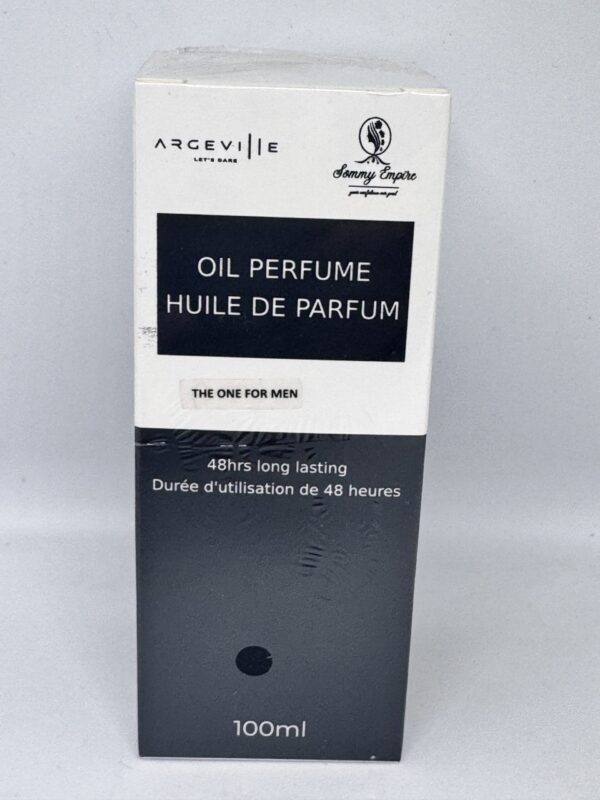 ARGEVILLE
LET'S DARE
Sommy Empire
OIL PERFUME
HUILE DE PARFUM
THE ONE FOR MEN
48hrs long lasting
Durée d'utilisation de 48 heures
100ml